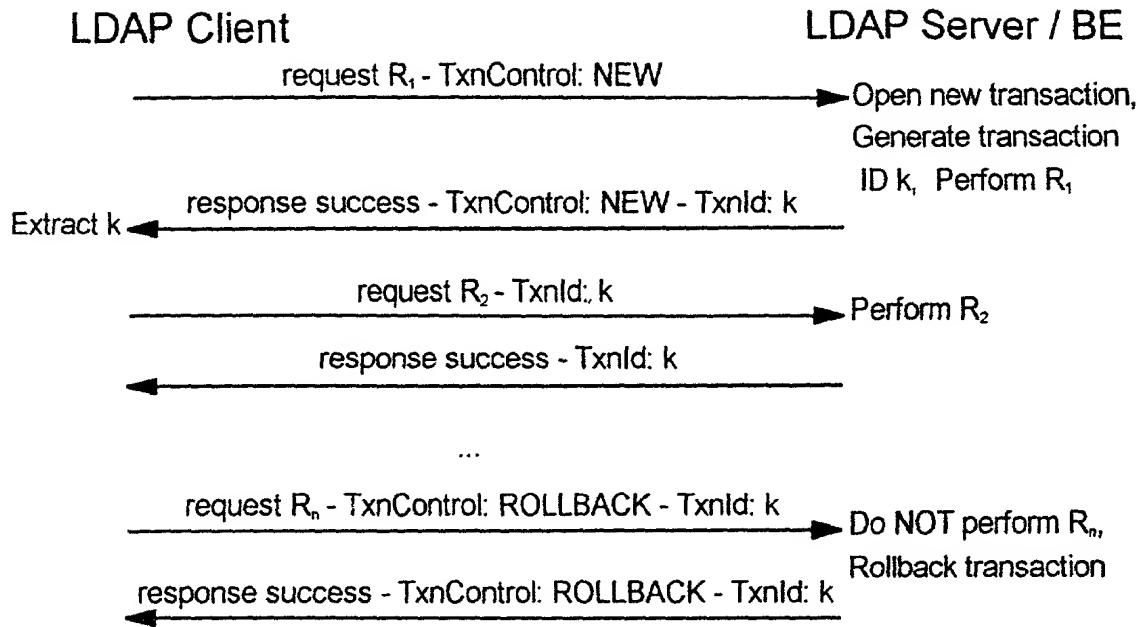 LDAP Client
LDAP Server / BE
request R₁ - TxnControl: NEW
Open new transaction,
Generate transaction
ID k, Perform R₁
response success - TxnControl: NEW - TxnId: k
Extract k
request R₂ - TxnId:, k
Perform R₂
response success - TxnId: k
...
request Rₙ - TxnControl: ROLLBACK - TxnId: k
Do NOT perform Rₙ,
Rollback transaction
response success - TxnControl: ROLLBACK - TxnId: k